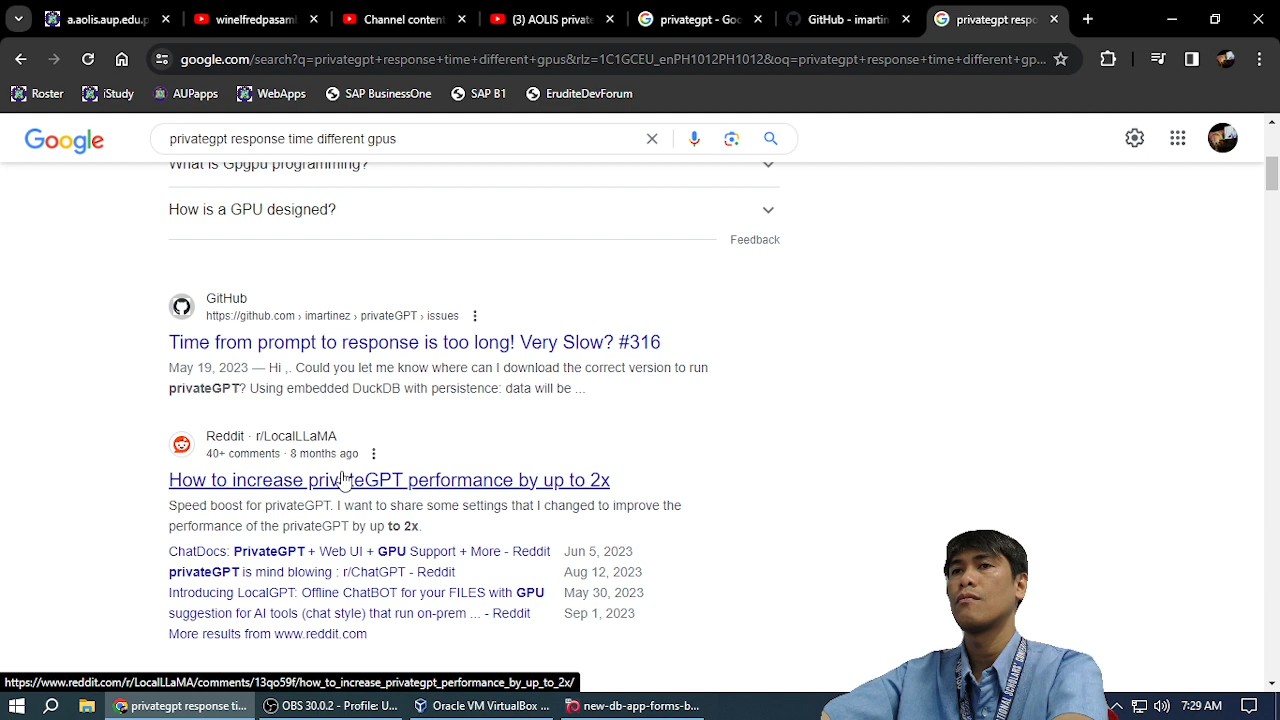 a.aolis.aup.edu.p
winelfredpasaml
Channel content
(3) AOLIS private
privategpt - Goo
GitHub - imartin
privategpt respo
google.com/search?q=privategpt+response+time+different+gpus&rlz=1C1GCEU_enPH1012PH1012&oq=privategpt+response+time+different+gp...
Roster
iStudy
AUPapps
WebApps
SAP BusinessOne
SAP B1
EruditeDevForum
Google
privategpt response time different gpus
What is Gpgpu programming?
How is a GPU designed?
Feedback
GitHub
https://github.com › imartinez › privateGPT › issues
Time from prompt to response is too long! Very Slow? #316
May 19, 2023 — Hi ,. Could you let me know where can I download the correct version to run
privateGPT? Using embedded DuckDB with persistence: data will be ...
Reddit · r/LocalLLaMA
40+ comments · 8 months ago
How to increase privateGPT performance by up to 2x
Speed boost for privateGPT. I want to share some settings that I changed to improve the
performance of the privateGPT by up to 2x.
ChatDocs: PrivateGPT + Web UI + GPU Support + More - Reddit Jun 5, 2023
privateGPT is mind blowing : r/ChatGPT - Reddit Aug 12, 2023
Introducing LocalGPT: Offline ChatBOT for your FILES with GPU May 30, 2023
suggestion for AI tools (chat style) that run on-prem ... - Reddit Sep 1, 2023
More results from www.reddit.com
https://www.reddit.com/r/LocalLLaMA/comments/13qo59f/how_to_increase_privategpt_performance_by_up_to_2x/
privategpt response ti...
OBS 30.0.2 - Profile: U...
Oracle VM VirtualBox ...
new-db-app-forms-b...
7:29 AM